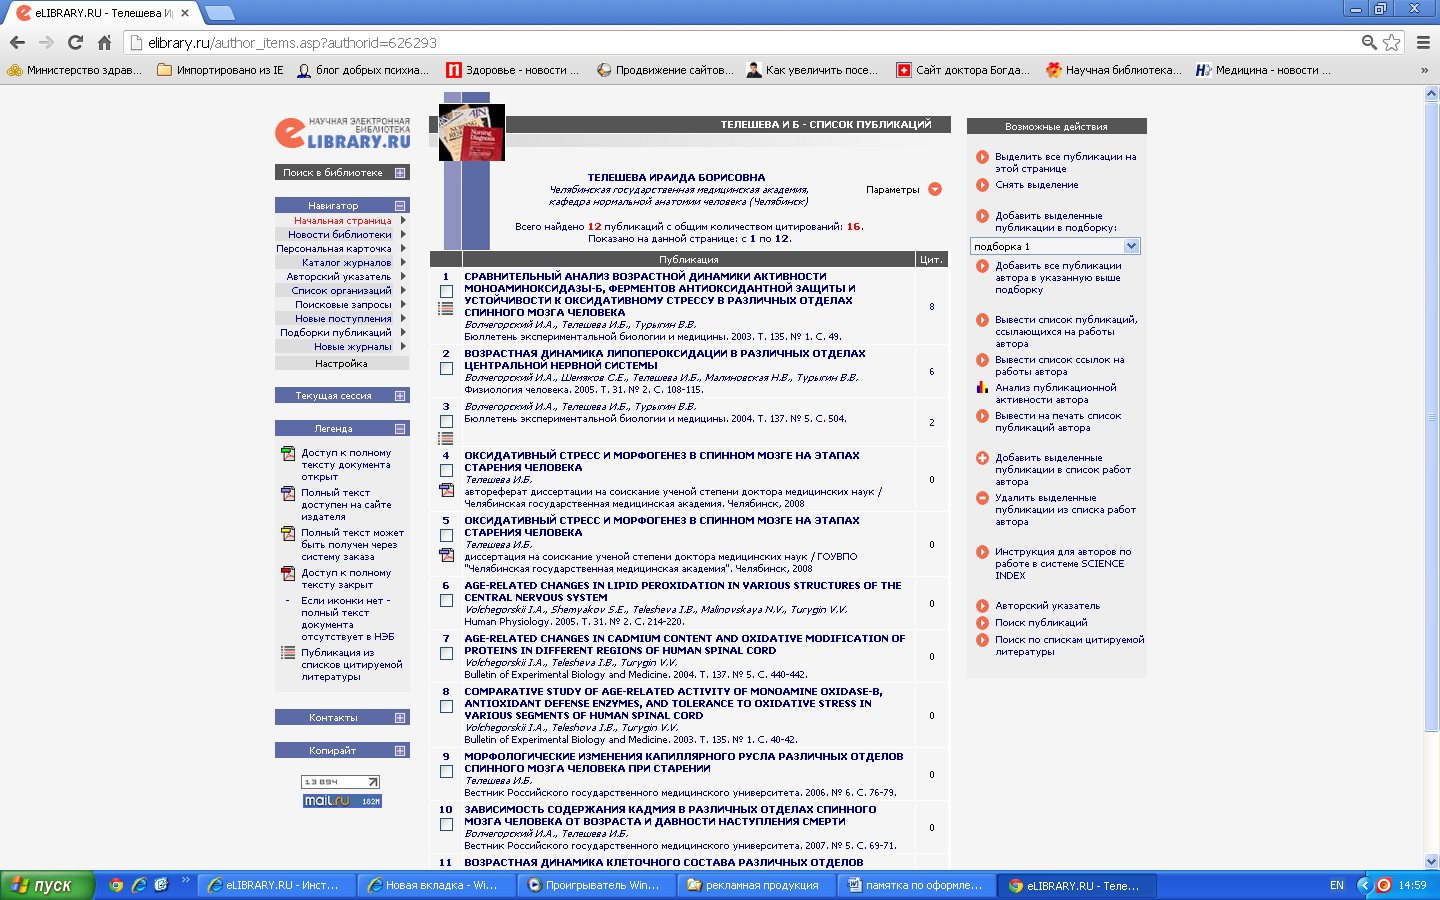 eLIBRARY.RU - Телешева И
elibrary.ru/author_items.asp?authorid=626293
Министерство здрав...
Импортировано из IE
блог добрых психиа...
Здоровье - новости ...
Продвижение сайтов...
Как увеличить посе...
Сайт доктора Богда...
Научная библиотека...
Медицина - новости ...
НАУЧНАЯ ЭЛЕКТРОННАЯ
БИБЛИОТЕКА
eLIBRARY.RU
Поиск в библиотеке
Навигатор
Начальная страница
Новости библиотеки
Персональная карточка
Каталог журналов
Авторский указатель
Список организаций
Поисковые запросы
Новые поступления
Подборки публикаций
Новые журналы
Настройка
Текущая сессия
Легенда
Доступ к полному
тексту документа
открыт
Полный текст
доступен на сайте
издателя
Полный текст может
быть получен через
систему заказа
Доступ к полному
тексту закрыт
- Если иконки нет -
полный текст
документа
отсутствует в НЭБ
Публикация из
списков цитируемой
литературы
Контакты
Копирайт
13 894
mail.ru 182M
ТЕЛЕШЕВА И Б - СПИСОК ПУБЛИКАЦИЙ
Nursing
Diagnosis
ТЕЛЕШЕВА ИРАИДА БОРИСОВНА
Челябинская государственная медицинская академия,
кафедра нормальной анатомии человека (Челябинск)
Параметры
Всего найдено 12 публикаций с общим количеством цитирований: 16.
Показано на данной странице: с 1 по 12.
Публикация Цит.
1 СРАВНИТЕЛЬНЫЙ АНАЛИЗ ВОЗРАСТНОЙ ДИНАМИКИ АКТИВНОСТИ
МОНОАМИНОКСИДАЗЫ-Б, ФЕРМЕНТОВ АНТИОКСИДАНТНОЙ ЗАЩИТЫ И
УСТОЙЧИВОСТИ К ОКСИДАТИВНОМУ СТРЕССУ В РАЗЛИЧНЫХ ОТДЕЛАХ
СПИННОГО МОЗГА ЧЕЛОВЕКА
Волчегорский И.А., Телешева И.Б., Турыгин В.В.
Бюллетень экспериментальной биологии и медицины. 2003. Т. 135. № 1. С. 49.
8
2 ВОЗРАСТНАЯ ДИНАМИКА ЛИПОПЕРОКСИДАЦИИ В РАЗЛИЧНЫХ ОТДЕЛАХ
ЦЕНТРАЛЬНОЙ НЕРВНОЙ СИСТЕМЫ
Волчегорский И.А., Шемяков С.Е., Телешева И.Б., Малиновская Н.В., Турыгин В.В.
Физиология человека. 2005. Т. 31. № 2. С. 108-115.
6
3 Волчегорский И.А., Телешева И.Б., Турыгин В.В.
Бюллетень экспериментальной биологии и медицины. 2004. Т. 137. № 5. С. 504.
2
4 ОКСИДАТИВНЫЙ СТРЕСС И МОРФОГЕНЕЗ В СПИННОМ МОЗГЕ НА ЭТАПАХ
СТАРЕНИЯ ЧЕЛОВЕКА
Телешева И.Б.
автореферат диссертации на соискание ученой степени доктора медицинских наук /
Челябинская государственная медицинская академия. Челябинск, 2008
0
5 ОКСИДАТИВНЫЙ СТРЕСС И МОРФОГЕНЕЗ В СПИННОМ МОЗГЕ НА ЭТАПАХ
СТАРЕНИЯ ЧЕЛОВЕКА
Телешева И.Б.
диссертация на соискание ученой степени доктора медицинских наук / ГОУВПО
"Челябинская государственная медицинская академия". Челябинск, 2008
0
6 AGE-RELATED CHANGES IN LIPID PEROXIDATION IN VARIOUS STRUCTURES OF THE
CENTRAL NERVOUS SYSTEM
Volchegorskii I.A., Shemyakov S.E., Telesheva I.B., Malinovskaya N.V., Turygin V.V.
Human Physiology. 2005. Т. 31. № 2. С. 214-220.
0
7 AGE-RELATED CHANGES IN CADMIUM CONTENT AND OXIDATIVE MODIFICATION OF
PROTEINS IN DIFFERENT REGIONS OF HUMAN SPINAL CORD
Volchegorskii I.A., Telesheva I.B., Turygin V.V.
Bulletin of Experimental Biology and Medicine. 2004. Т. 137. № 5. С. 440-442.
0
8 COMPARATIVE STUDY OF AGE-RELATED ACTIVITY OF MONOAMINE OXIDASE-B,
ANTIOXIDANT DEFENSE ENZYMES, AND TOLERANCE TO OXIDATIVE STRESS IN
VARIOUS SEGMENTS OF HUMAN SPINAL CORD
Volchegorskii I.A., Teleshova I.B., Turygin V.V.
Bulletin of Experimental Biology and Medicine. 2003. Т. 135. № 1. С. 40-42.
0
9 МОРФОЛОГИЧЕСКИЕ ИЗМЕНЕНИЯ КАПИЛЛЯРНОГО РУСЛА РАЗЛИЧНЫХ ОТДЕЛОВ
СПИННОГО МОЗГА ЧЕЛОВЕКА ПРИ СТАРЕНИИ
Телешева И.Б.
Вестник Российского государственного медицинского университета. 2006. № 6. С. 76-79.
0
10 ЗАВИСИМОСТЬ СОДЕРЖАНИЯ КАДМИЯ В РАЗЛИЧНЫХ ОТДЕЛАХ СПИННОГО
МОЗГА ЧЕЛОВЕКА ОТ ВОЗРАСТА И ДАВНОСТИ НАСТУПЛЕНИЯ СМЕРТИ
Волчегорский И.А., Телешева И.Б.
Вестник Российского государственного медицинского университета. 2007. № 5. С. 69-71.
0
11 ВОЗРАСТНАЯ ДИНАМИКА КЛЕТОЧНОГО СОСТАВА РАЗЛИЧНЫХ ОТДЕЛОВ
Возможные действия
Выделить все публикации на
этой странице
Снять выделение
Добавить выделенные
публикации в подборку:
подборка 1
Добавить все публикации
автора в указанную выше
подборку
Вывести список публикаций,
ссылающихся на работы
автора
Вывести список ссылок на
работы автора
Анализ публикационной
активности автора
Вывести на печать список
публикаций автора
Добавить выделенные
публикации в список работ
автора
Удалить выделенные
публикации из списка работ
автора
Инструкция для авторов по
работе в системе SCIENCE
INDEX
Авторский указатель
Поиск публикаций
Поиск по спискам цитируемой
литературы
пуск
eLIBRARY.RU - Инст...
Новая вкладка - Wi...
Проигрыватель Win...
рекламная продукция
памятка по оформле...
eLIBRARY.RU - Теле...
EN
14:59